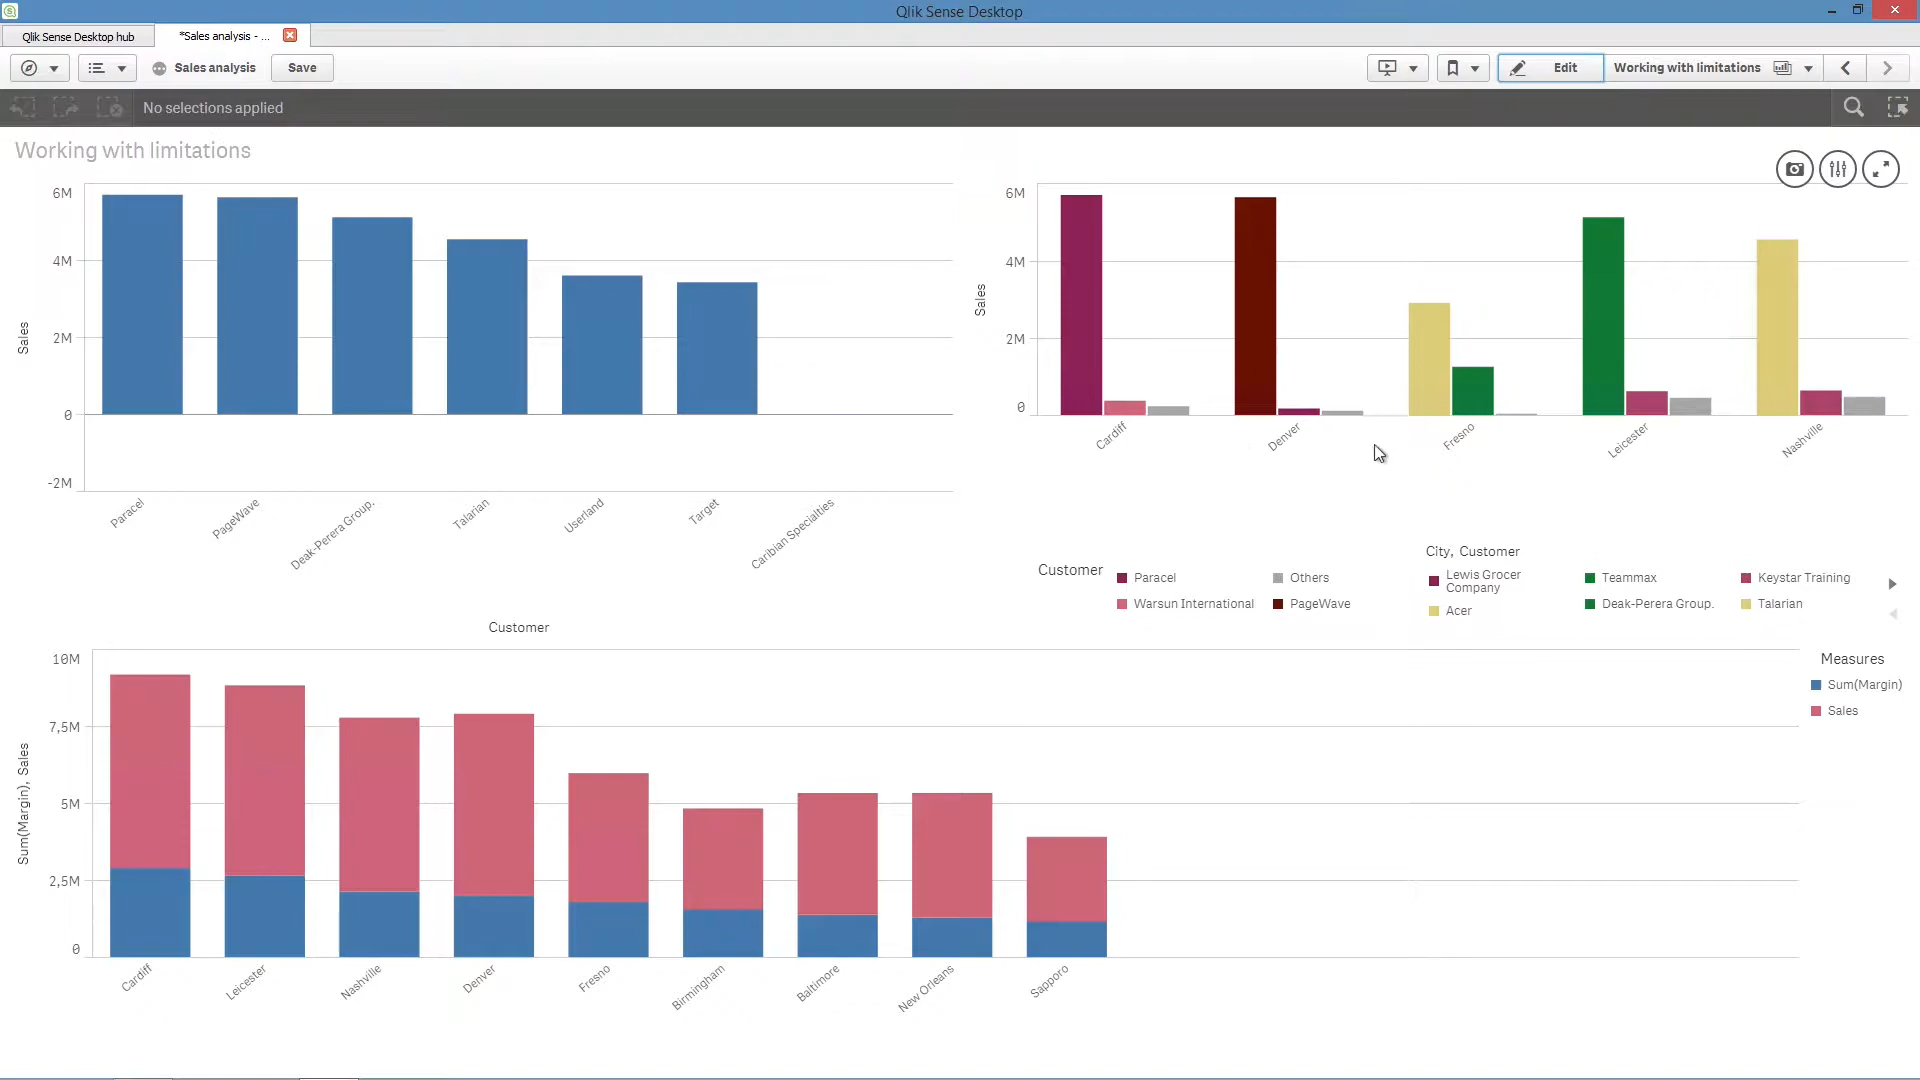 Qlik Sense Desktop
Qlik Sense Desktop hub
*Sales analysis - ...
Sales analysis
Save
Edit
Working with limitations
No selections applied
Working with limitations
6M
4M
2M
0
-2M
Sales
Paracel
PageWave
Deak-Perera Group.
Talarian
Userland
Target
Caribian Specialties
Customer
6M
4M
2M
0
Sales
Cardiff
Denver
Fresno
Leicester
Nashville
City, Customer
Customer
Paracel
Others
Lewis Grocer
Company
Teammax
Keystar Training
Warsun International
PageWave
Acer
Deak-Perera Group.
Talarian
10M
7,5M
5M
2,5M
0
Sum(Margin), Sales
Cardiff
Leicester
Nashville
Denver
Fresno
Birmingham
Baltimore
New Orleans
Sapporo
Measures
Sum(Margin)
Sales